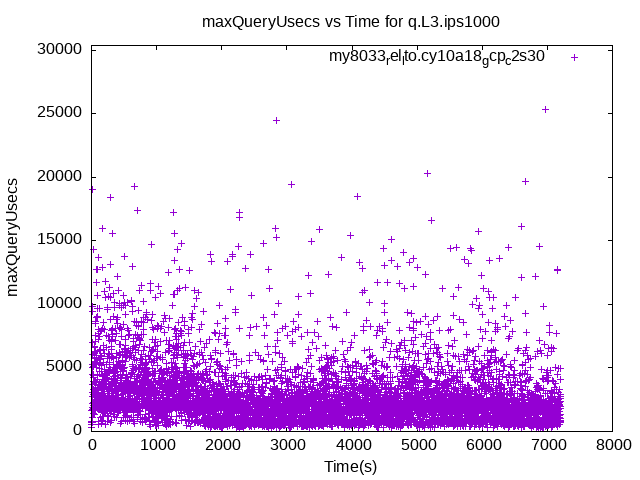 maxQueryUsecs vs Time for q.L3.ips1000
my8033rellto.cy10a18gcpc2s30
30000
25000
20000
15000
10000
5000
0
maxQueryUsecs
0 1000 2000 3000 4000 5000 6000 7000 8000
Time(s)